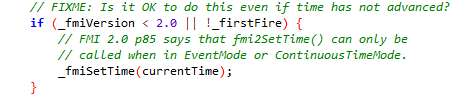 // FIXME: Is it OK to do this even if time has not advanced?
if (_fmiVersion < 2.0 || !_firstFire) {
// FMI 2.0 p85 says that fmi2SetTime() can only be
// called when in EventMode or ContinuousTimeMode.
_fmiSetTime(currentTime);
}